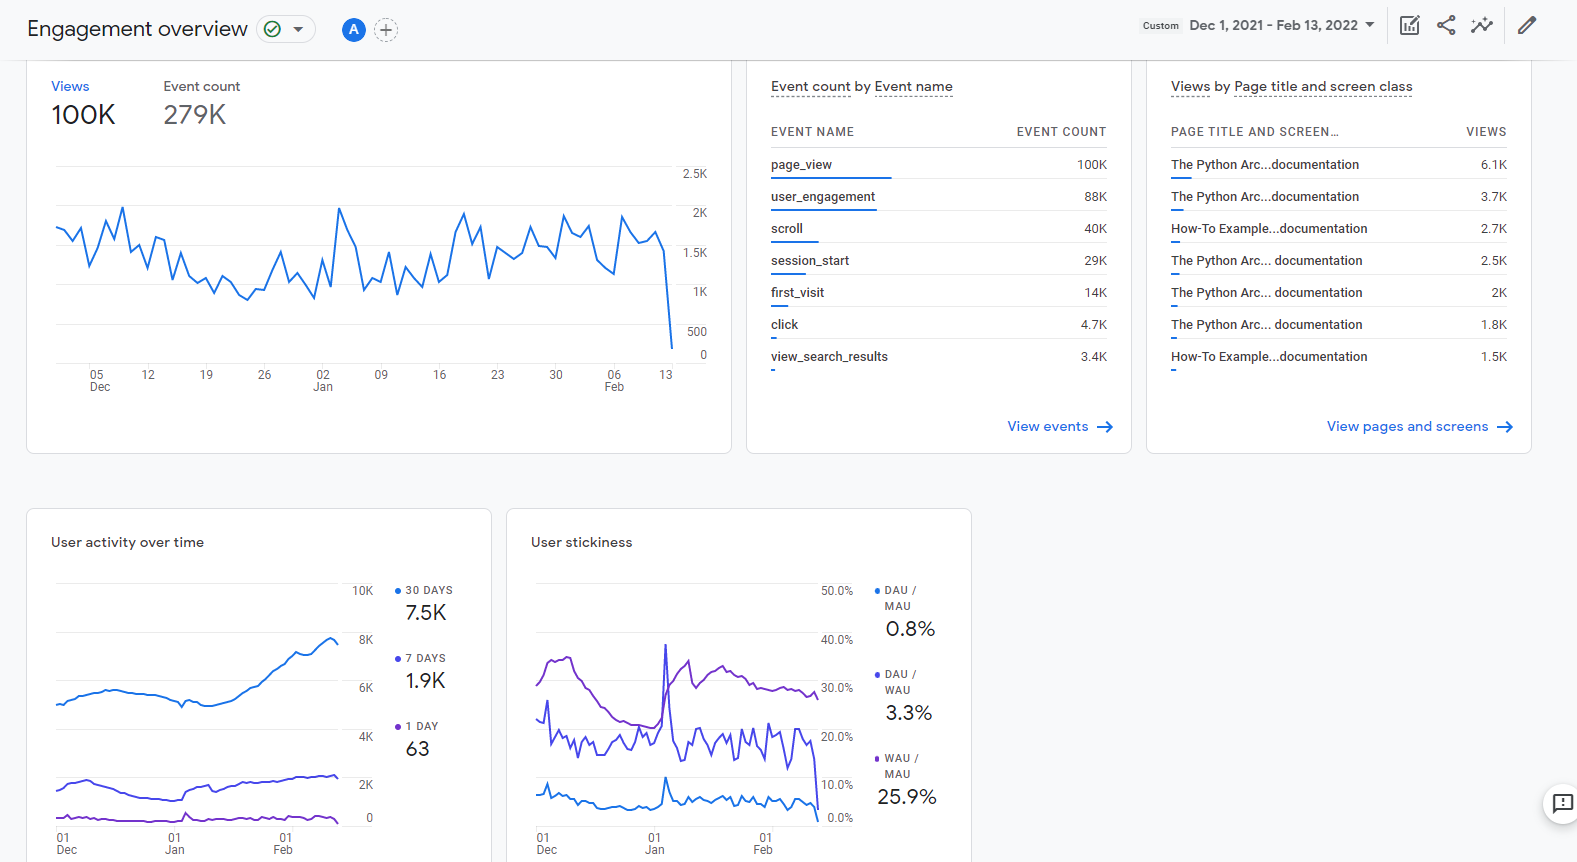 Engagement overview
A
Custom Dec 1, 2021 - Feb 13, 2022
Views
100K
Event count
279K
2.5K
2K
1.5K
1K
500
0
05
Dec
12
19
26
02
Jan
09
16
23
30
06
Feb
13
Event count by Event name
EVENT NAME EVENT COUNT
page_view 100K
user_engagement 88K
scroll 40K
session_start 29K
first_visit 14K
click 4.7K
view_search_results 3.4K
View events
Views by Page title and screen class
PAGE TITLE AND SCREEN… VIEWS
The Python Arc...documentation 6.1K
The Python Arc...documentation 3.7K
How-To Example...documentation 2.7K
The Python Arc... documentation 2.5K
The Python Arc... documentation 2K
The Python Arc... documentation 1.8K
How-To Example...documentation 1.5K
View pages and screens
User activity over time
10K
8K
6K
4K
2K
0
01
Dec
01
Jan
01
Feb
30 DAYS
7.5K
7 DAYS
1.9K
1 DAY
63
User stickiness
50.0%
40.0%
30.0%
20.0%
10.0%
0.0%
01
Dec
01
Jan
01
Feb
DAU /
MAU
0.8%
DAU /
WAU
3.3%
WAU /
MAU
25.9%